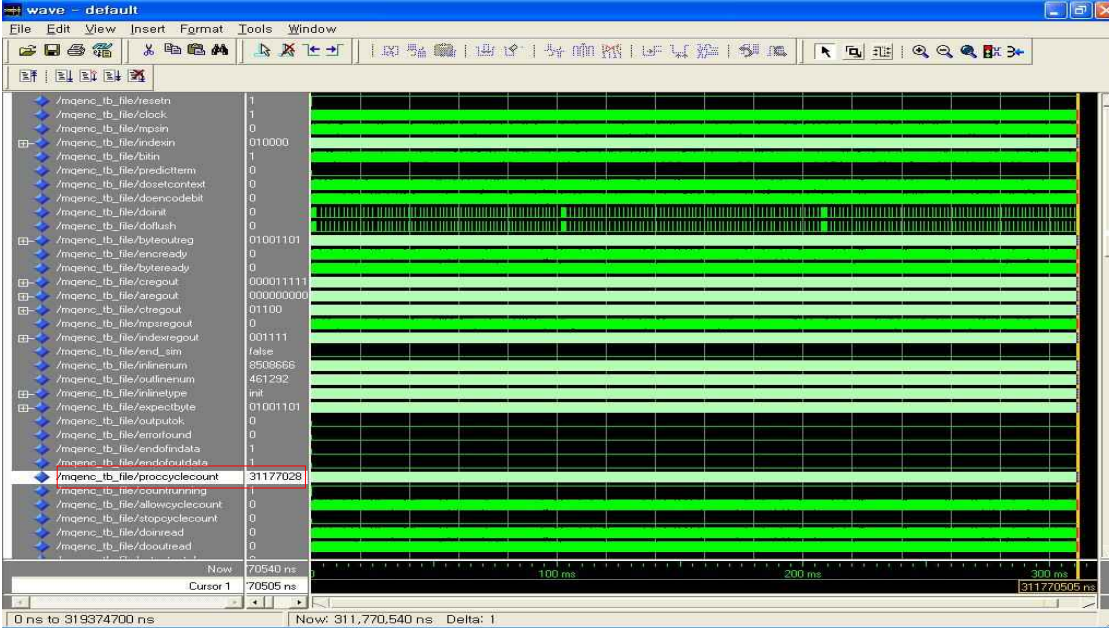 wave - default
File Edit View Insert Format Tools Window
/mqenc_tb_file/resetn 1
/mqenc_tb_file/clock 1
/mqenc_tb_file/mpsin 0
/mqenc_tb_file/indexin 010000
/mqenc_tb_file/bitin 1
/mqenc_tb_file/predictterm 0
/mqenc_tb_file/dosetcontext 0
/mqenc_tb_file/doencodebit 0
/mqenc_tb_file/doinit 0
/mqenc_tb_file/doflush 0
/mqenc_tb_file/byteoutreg 01001101
/mqenc_tb_file/encready 0
/mqenc_tb_file/byteready 0
/mqenc_tb_file/cregout 000011111
/mqenc_tb_file/aregout 000000000
/mqenc_tb_file/ctregout 01100
/mqenc_tb_file/mpsregout 0
/mqenc_tb_file/indexregout 001111
/mqenc_tb_file/end_sim false
/mqenc_tb_file/inlinenum 8508666
/mqenc_tb_file/outlinenum 461292
/mqenc_tb_file/inlinetype init
/mqenc_tb_file/expectbyte 01001101
/mqenc_tb_file/outputok 0
/mqenc_tb_file/errorfound 0
/mqenc_tb_file/endofindata 1
/mqenc_tb_file/endofoutdata 1
/mqenc_tb_file/proccyclecount 31177028
/mqenc_tb_file/countrunning 1
/mqenc_tb_file/allowcyclecount 0
/mqenc_tb_file/stopcyclecount 0
/mqenc_tb_file/doinread 0
/mqenc_tb_file/dooutread 0
Now 70540 ns 100 ms 200 ms 300 ms
Cursor 1 70505 ns 311770505 ns
0 ns to 319374700 ns Now: 311,770,540 ns Delta: 1